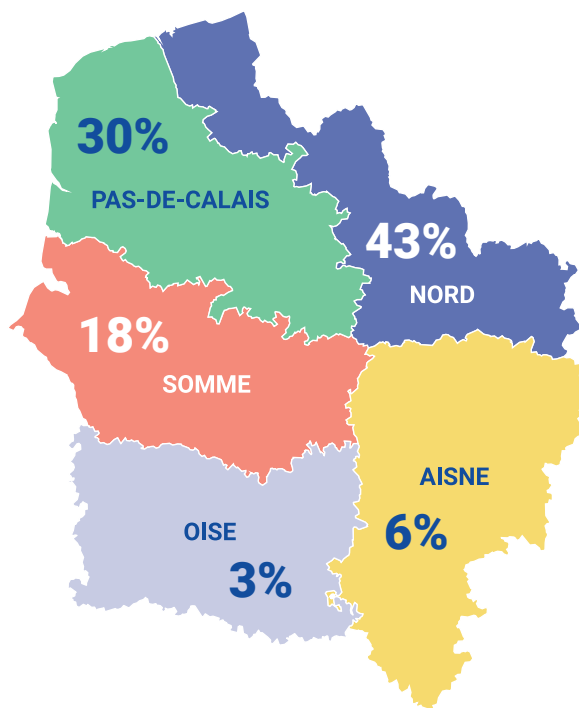 30%
PAS-DE-CALAIS
43%
NORD
18%
SOMME
AISNE
6%
OISE
3%